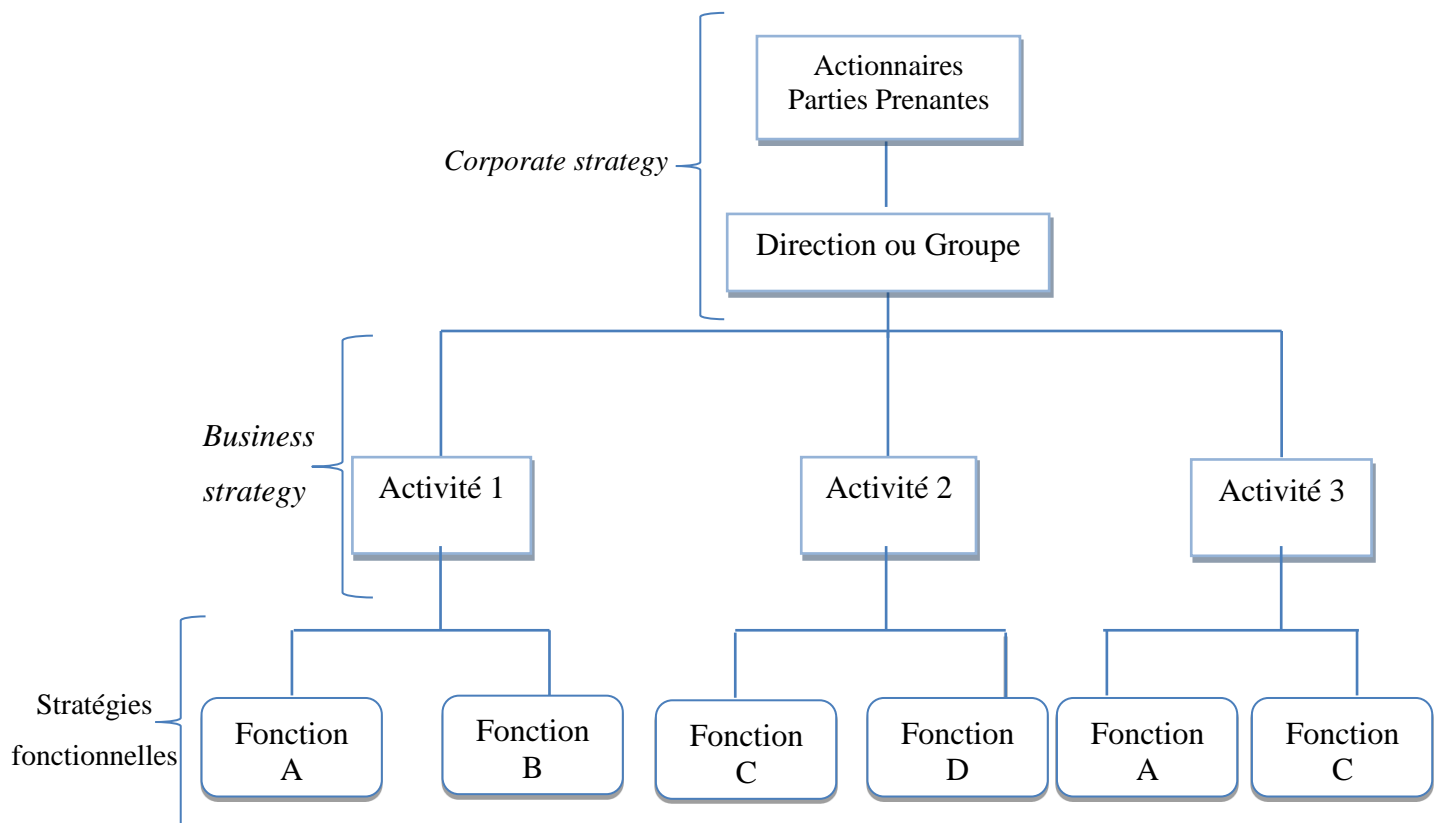 Actionnaires
Parties Prenantes
Corporate strategy
Direction ou Groupe
Business
strategy
Activité 1
Activité 2
Activité 3
Stratégies
fonctionnelles
Fonction
A
Fonction
B
Fonction
C
Fonction
D
Fonction
A
Fonction
C